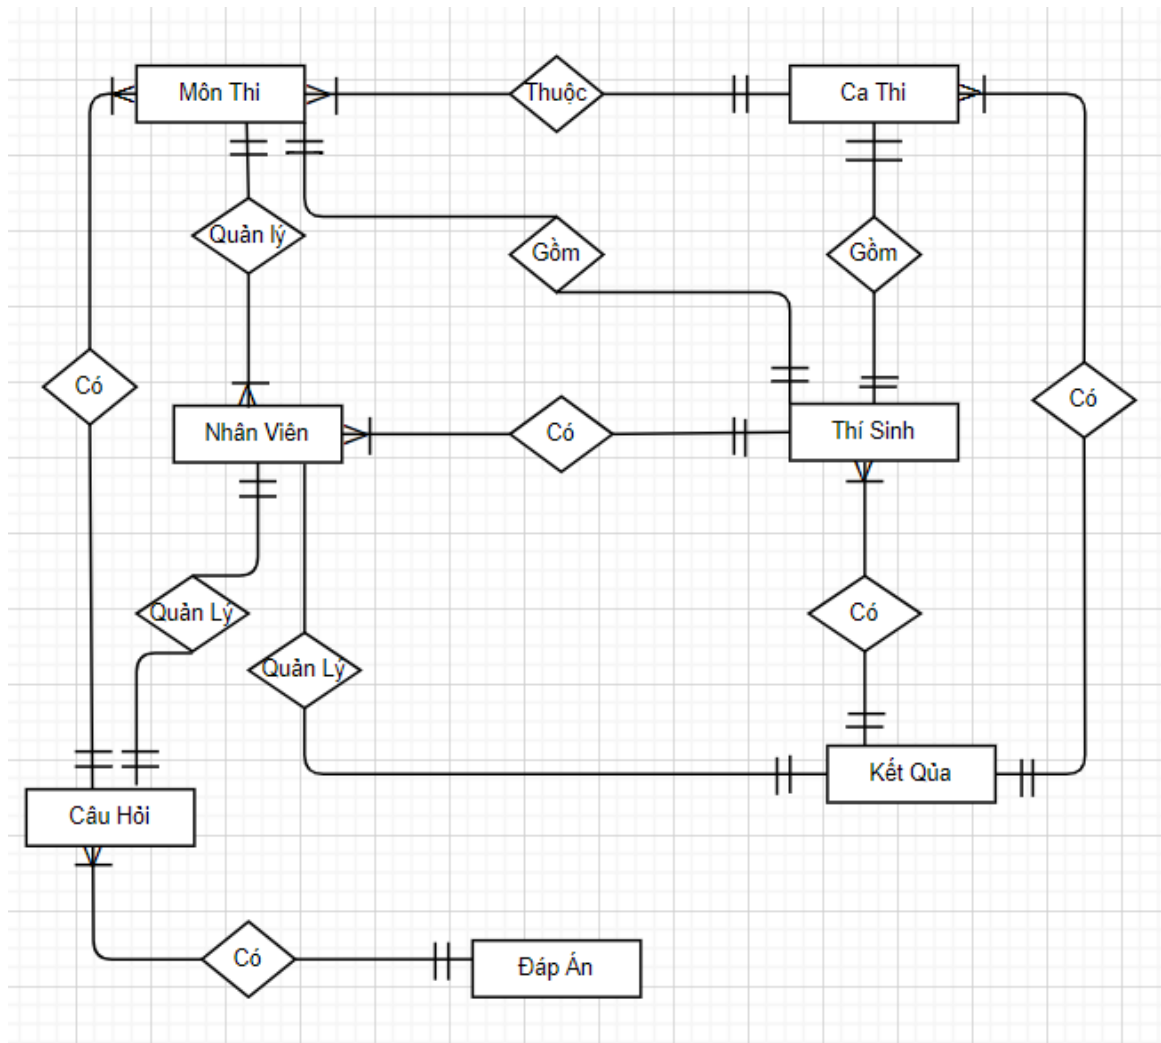 Môn Thi
Thuộc
Ca Thi
Quản lý
Gồm
Gồm
Có
Có
Nhân Viên
Có
Thí Sinh
Quản Lý
Có
Quản Lý
Kết Qủa
Câu Hỏi
Có
Đáp Án